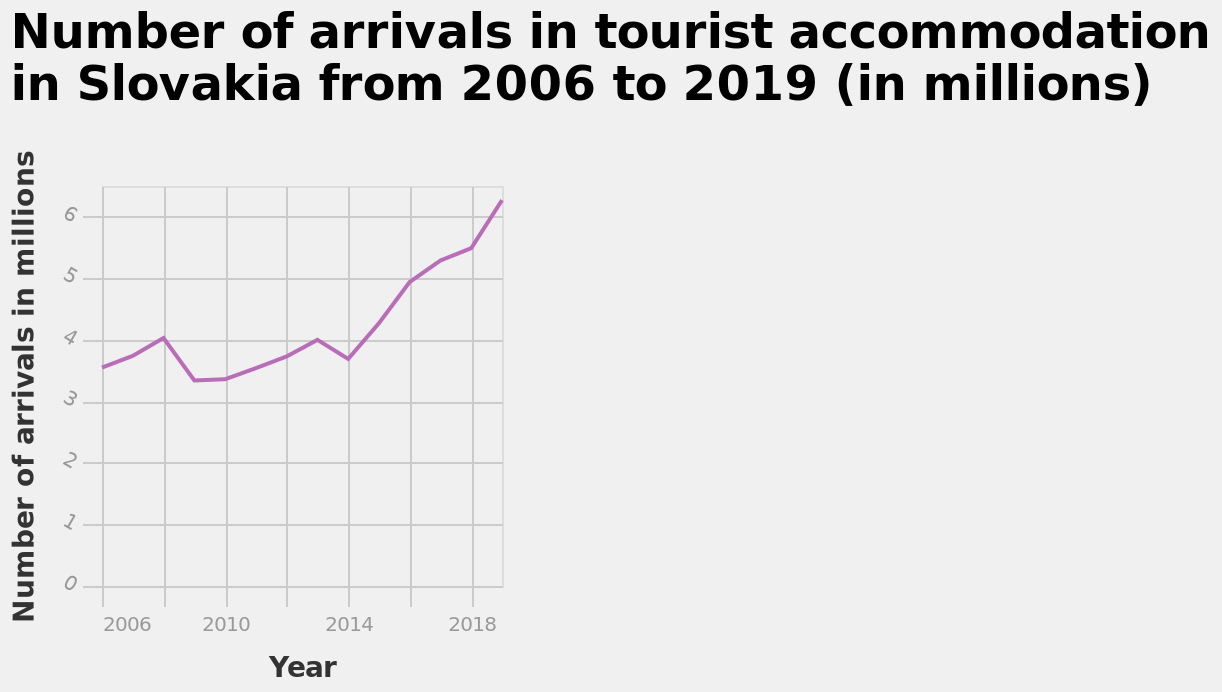 Number of arrivals in tourist accommodation
in Slovakia from 2006 to 2019 (in millions)
Number of arrivals in millions
6
5
4
3
2
1
0
2006 2010 2014 2018
Year